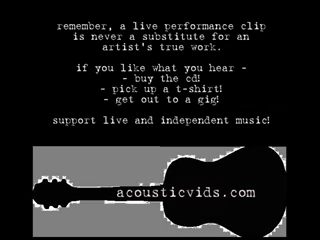 remember, a live performance clip
is never a substitute for an
artist's true work.
if you like what you hear -
- buy the cd!
- pick up a t-shirt!
- get out to a gig!
support live and independent music!
acousticvids.com